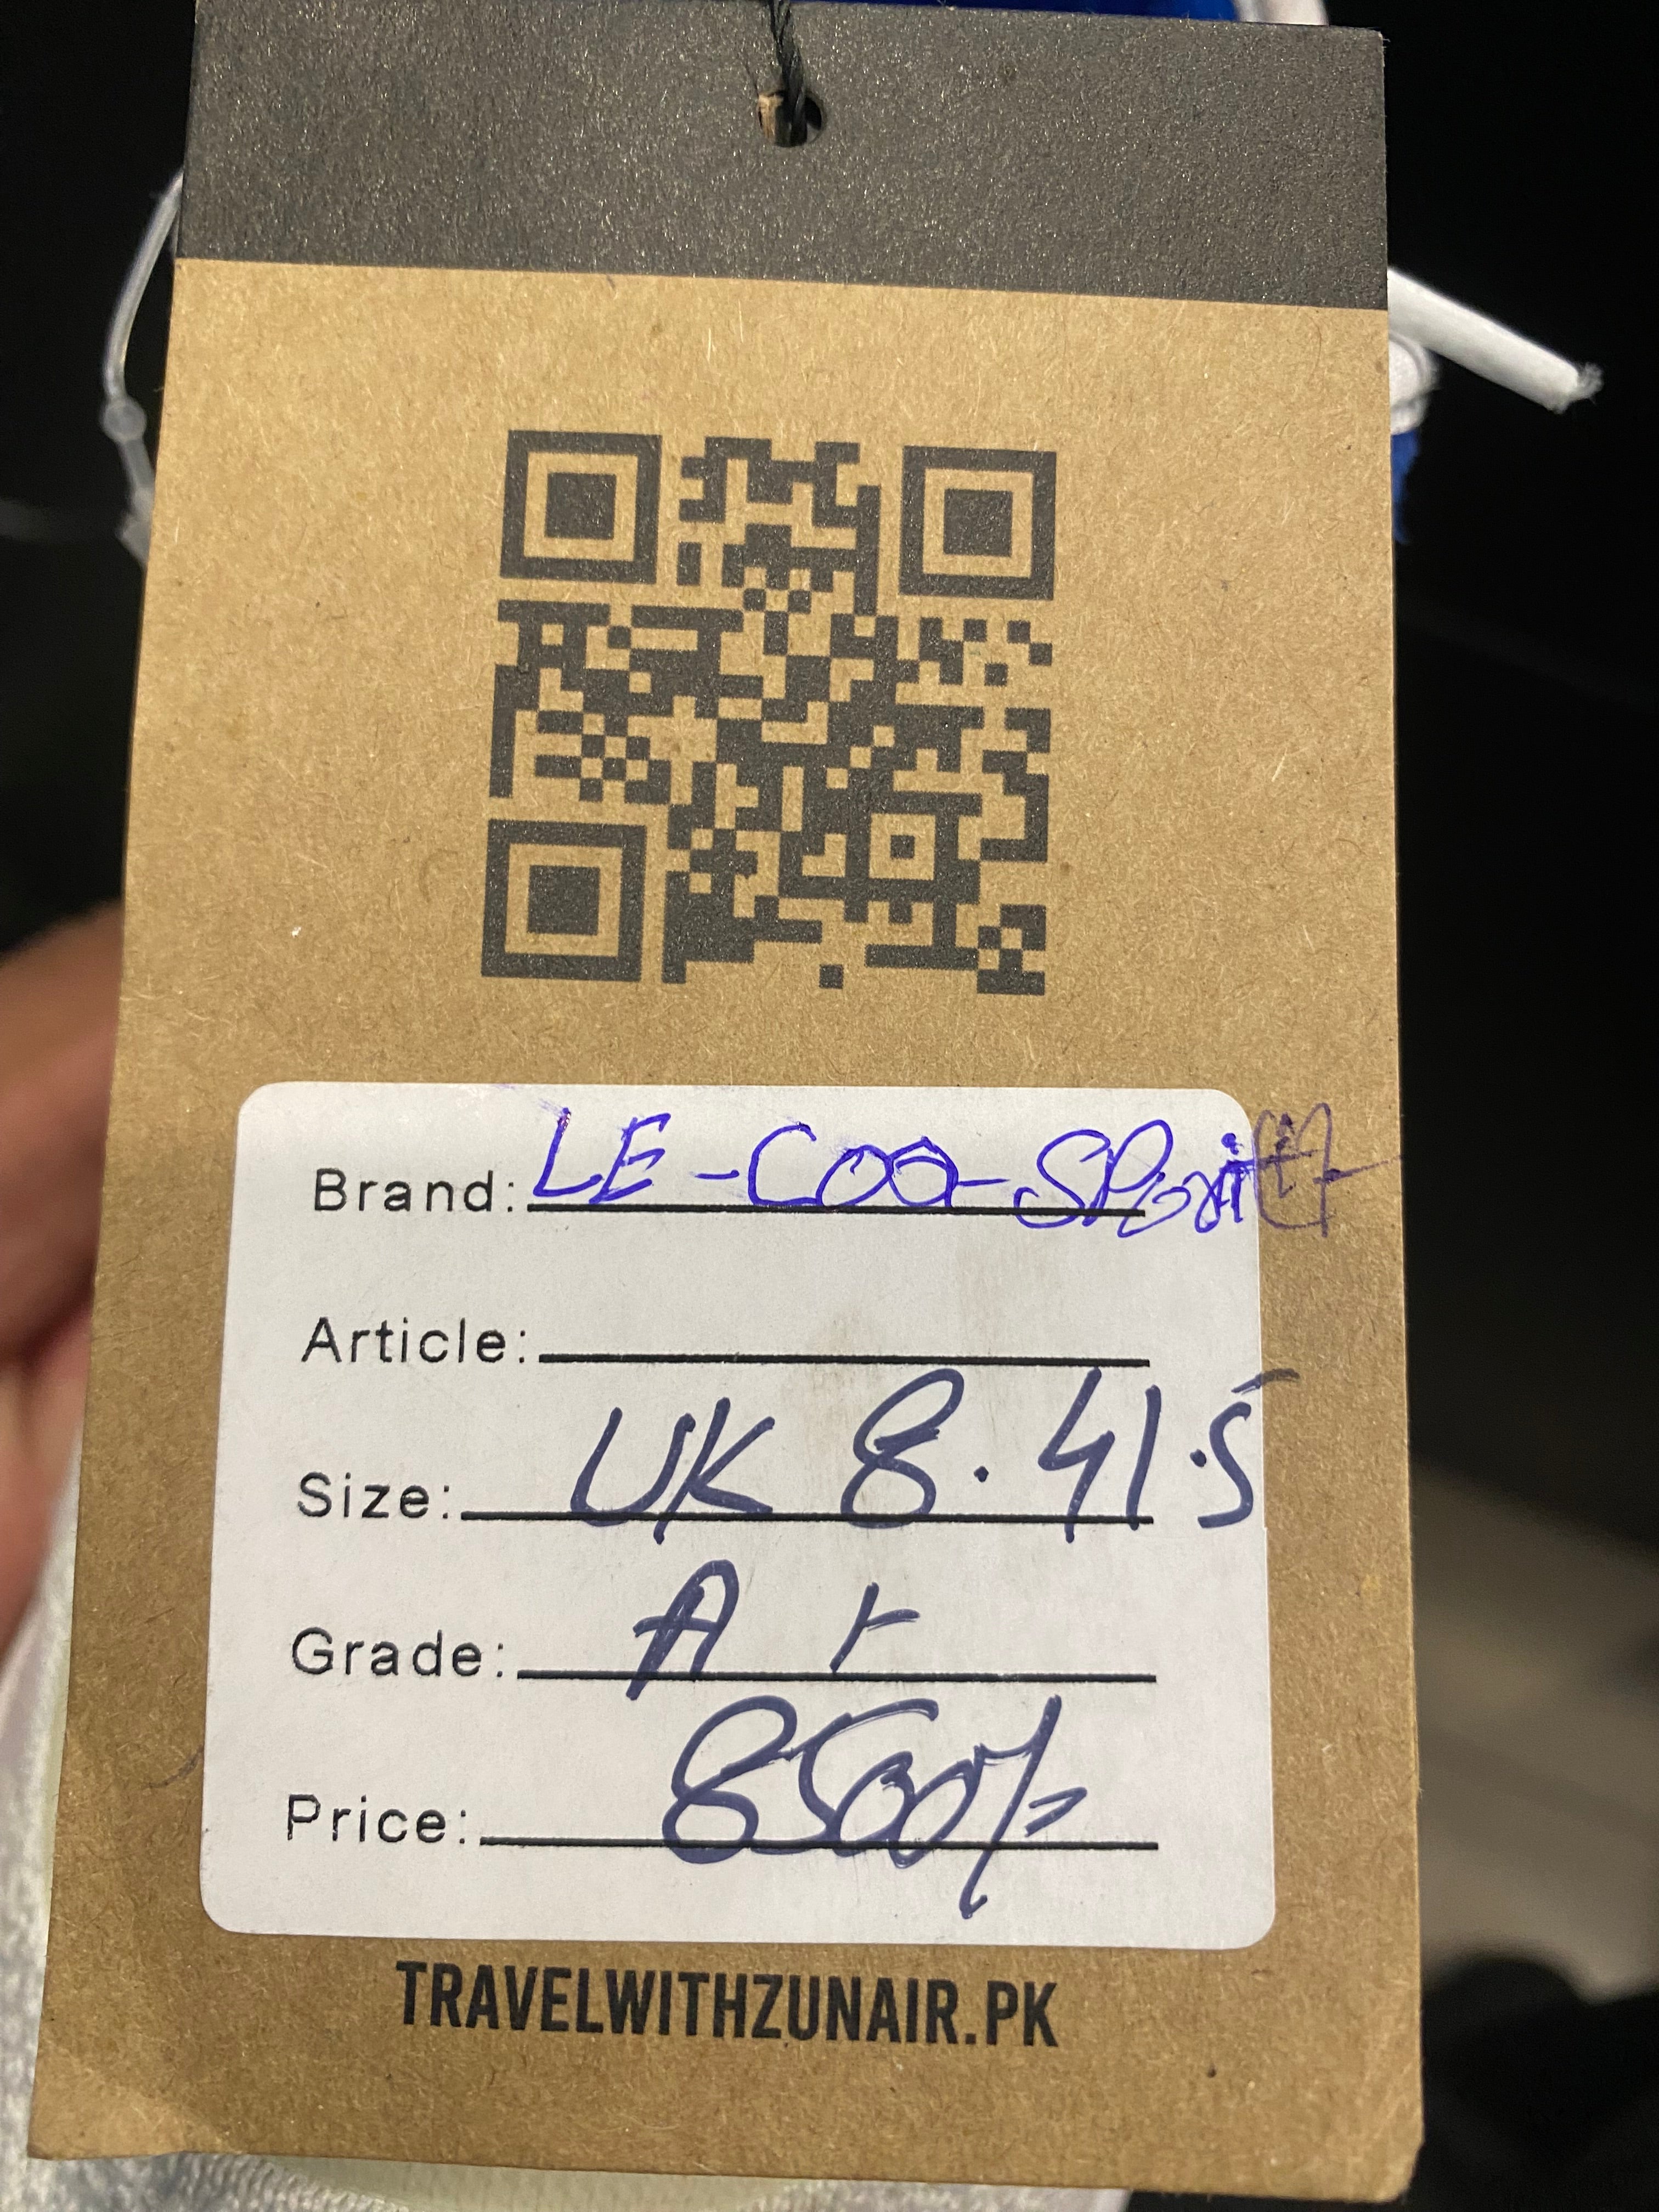 Brand: LE-COQ-Sportif
Article:
Size: UK 8. 41.5
Grade: A +
Price: 8500/=
TRAVELWITHZUNAIR.PK